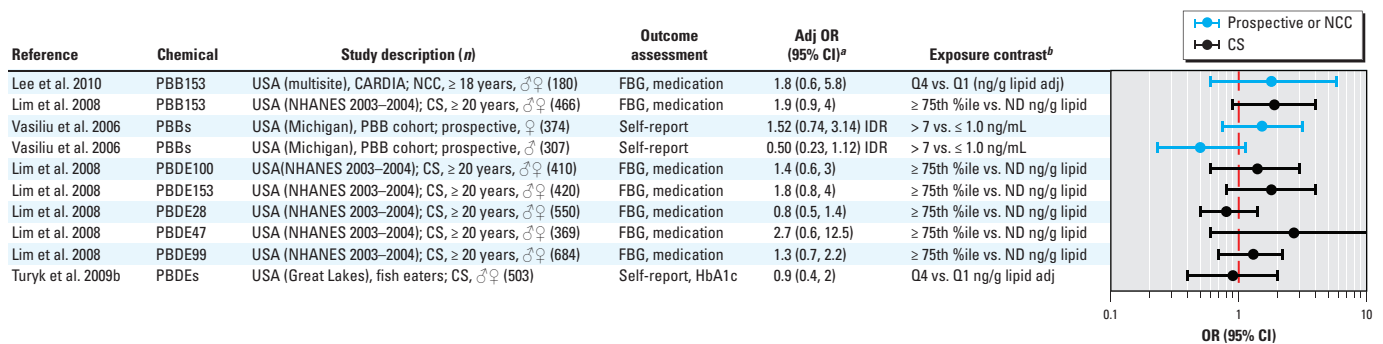 Prospective or NCC
CS
Reference Chemical Study description (n) Outcome assessment Adj OR (95% CI)a Exposure contrastb
Lee et al. 2010 PBB153 USA (multisite), CARDIA; NCC, ≥ 18 years, ♂♀ (180) FBG, medication 1.8 (0.6, 5.8) Q4 vs. Q1 (ng/g lipid adj)
Lim et al. 2008 PBB153 USA (NHANES 2003–2004); CS, ≥ 20 years, ♂♀ (466) FBG, medication 1.9 (0.9, 4) ≥ 75th %ile vs. ND ng/g lipid
Vasiliu et al. 2006 PBBs USA (Michigan), PBB cohort; prospective, ♀ (374) Self-report 1.52 (0.74, 3.14) IDR > 7 vs. ≤ 1.0 ng/mL
Vasiliu et al. 2006 PBBs USA (Michigan), PBB cohort; prospective, ♂ (307) Self-report 0.50 (0.23, 1.12) IDR > 7 vs. ≤ 1.0 ng/mL
Lim et al. 2008 PBDE100 USA(NHANES 2003–2004); CS, ≥ 20 years, ♂♀ (410) FBG, medication 1.4 (0.6, 3) ≥ 75th %ile vs. ND ng/g lipid
Lim et al. 2008 PBDE153 USA (NHANES 2003–2004); CS, ≥ 20 years, ♂♀ (420) FBG, medication 1.8 (0.8, 4) ≥ 75th %ile vs. ND ng/g lipid
Lim et al. 2008 PBDE28 USA (NHANES 2003–2004); CS, ≥ 20 years, ♂♀ (550) FBG, medication 0.8 (0.5, 1.4) ≥ 75th %ile vs. ND ng/g lipid
Lim et al. 2008 PBDE47 USA (NHANES 2003–2004); CS, ≥ 20 years, ♂♀ (369) FBG, medication 2.7 (0.6, 12.5) ≥ 75th %ile vs. ND ng/g lipid
Lim et al. 2008 PBDE99 USA (NHANES 2003–2004); CS, ≥ 20 years, ♂♀ (684) FBG, medication 1.3 (0.7, 2.2) ≥ 75th %ile vs. ND ng/g lipid
Turyk et al. 2009b PBDEs USA (Great Lakes), fish eaters; CS, ♂♀ (503) Self-report, HbA1c 0.9 (0.4, 2) Q4 vs. Q1 ng/g lipid adj
0.1 1 10
OR (95% CI)